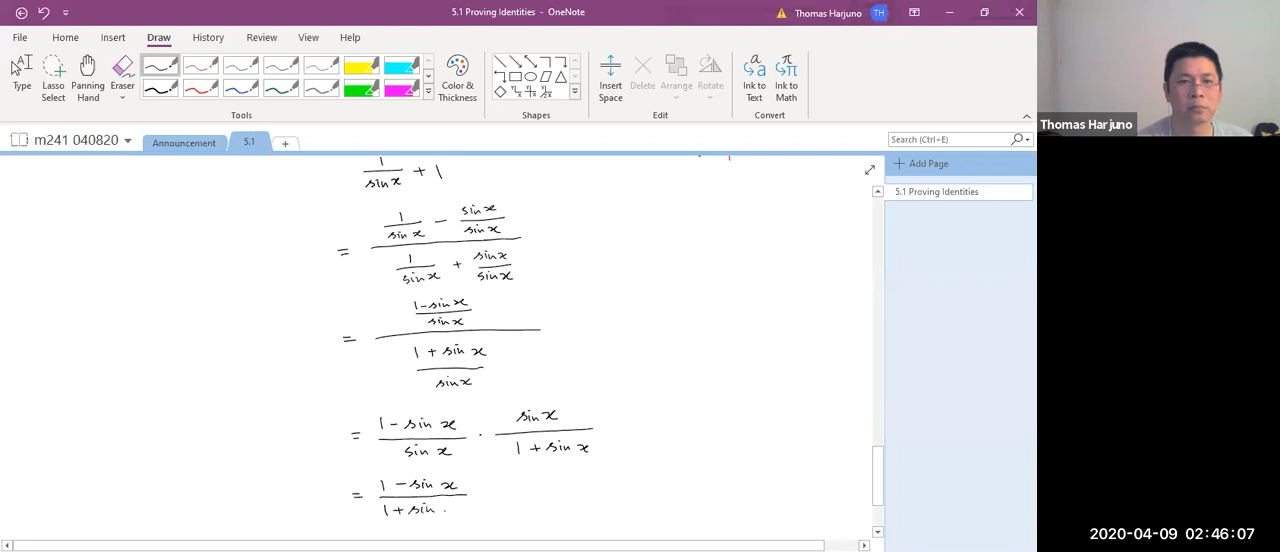 5.1 Proving Identities - OneNote
Thomas Harjuno TH
File Home Insert Draw History Review View Help
Type Lasso Select Panning Hand Eraser Color & Thickness Insert Space Delete Arrange Rotate Ink to Text Ink to Math
Tools Shapes Edit Convert
m241 040820 Announcement 5.1 Search (Ctrl+E)
Thomas Harjuno
Add Page
5.1 Proving Identities
1
sin x + 1
1 - sin x
sin x sin x
=
1 + sin x
sin x sin x
1 - sin x
sin x
=
1 + sin x
sin x
= 1 - sin x · sin x
sin x 1 + sin x
= 1 - sin x
1 + sin
2020-04-09 02:46:07